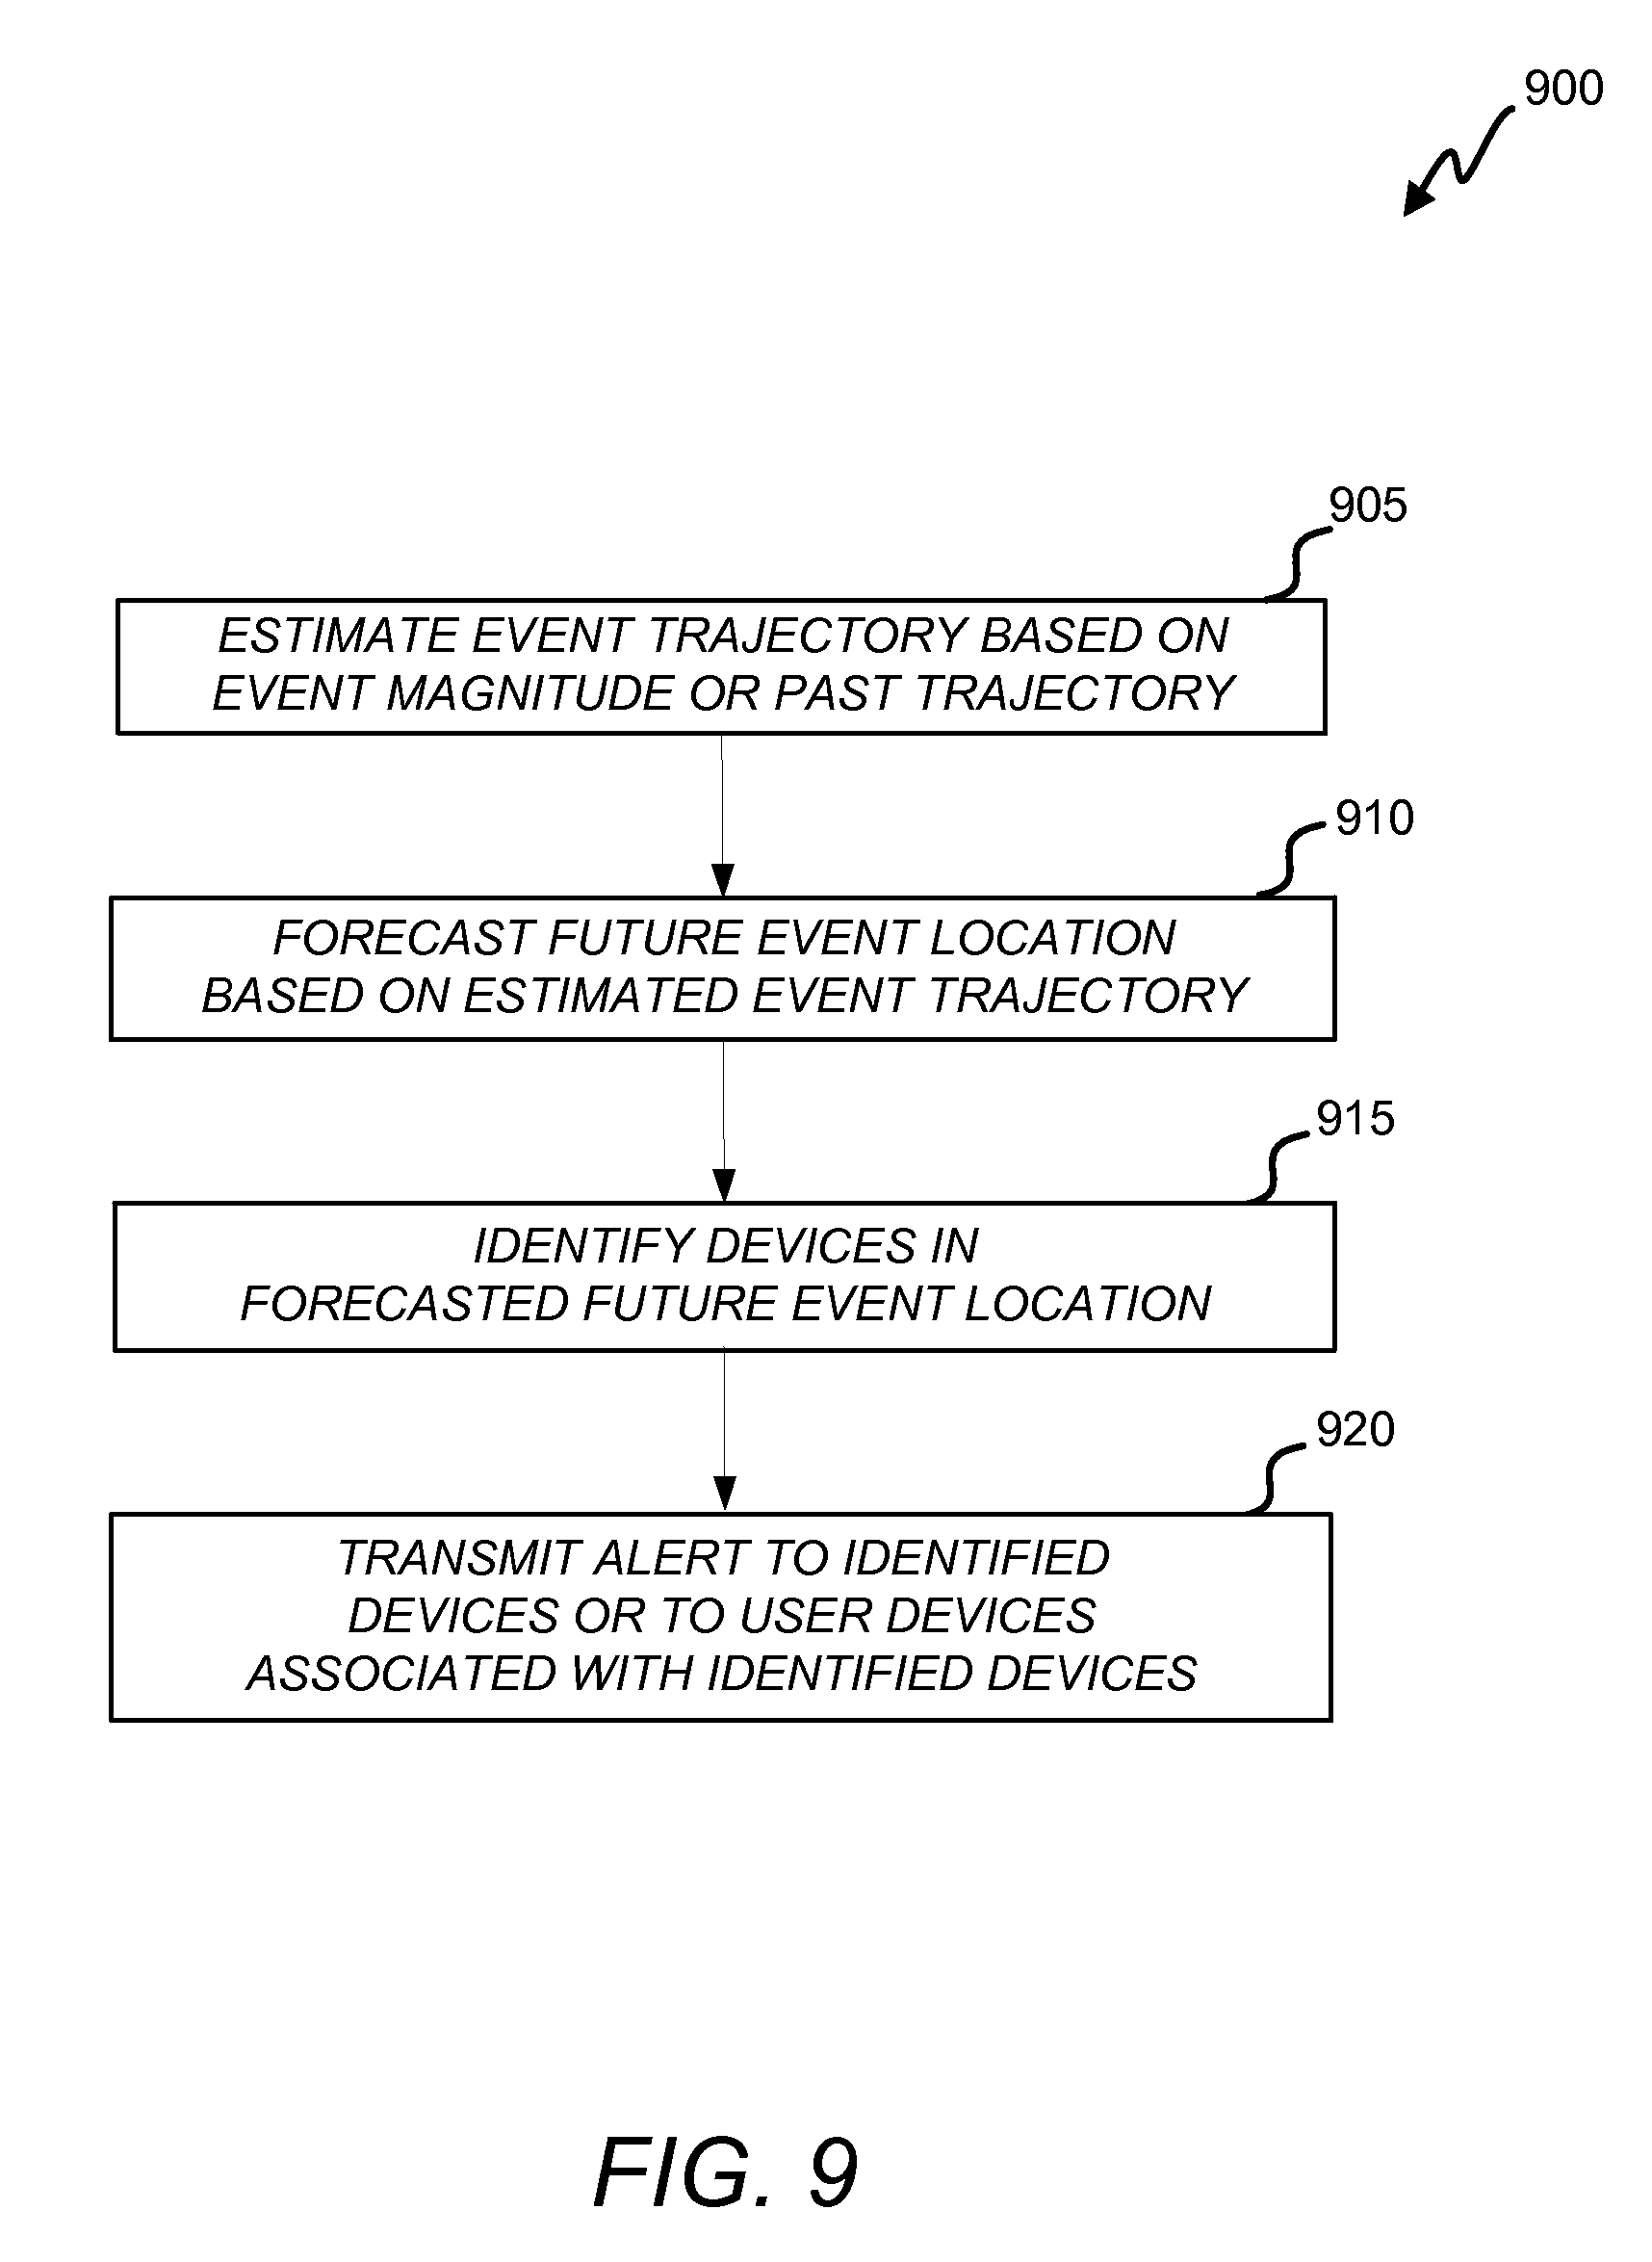 900
905
ESTIMATE EVENT TRAJECTORY BASED ON
EVENT MAGNITUDE OR PAST TRAJECTORY
910
FORECAST FUTURE EVENT LOCATION
BASED ON ESTIMATED EVENT TRAJECTORY
915
IDENTIFY DEVICES IN
FORECASTED FUTURE EVENT LOCATION
920
TRANSMIT ALERT TO IDENTIFIED
DEVICES OR TO USER DEVICES
ASSOCIATED WITH IDENTIFIED DEVICES
FIG. 9